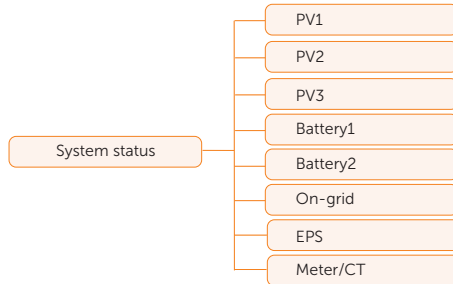 PV1
PV2
PV3
Battery1
System status
Battery2
On-grid
EPS
Meter/CT